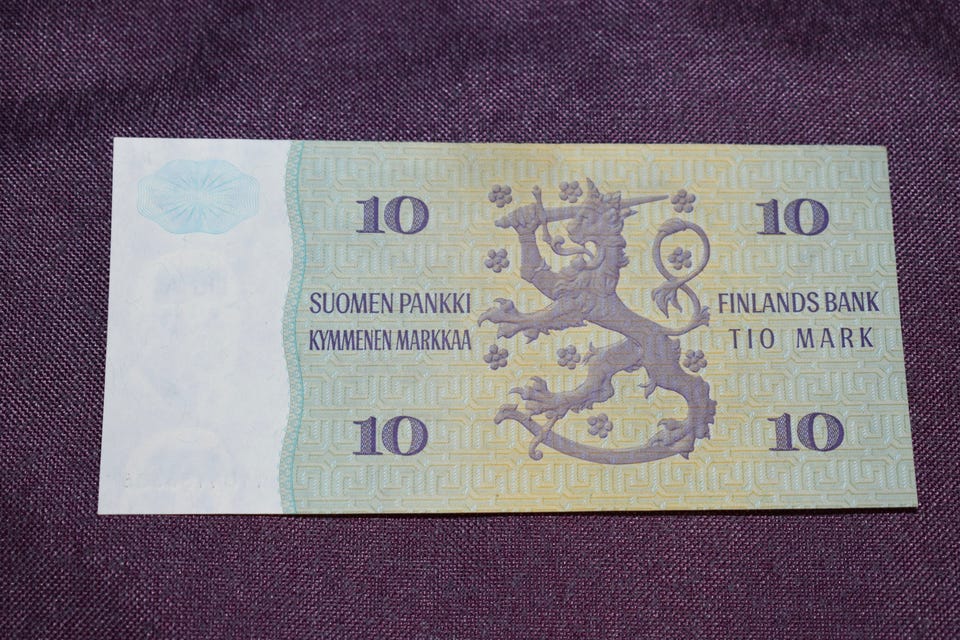 10 10
SUOMEN PANKKI FINLANDS BANK
KYMMENEN MARKKAA TIO MARK
10 10